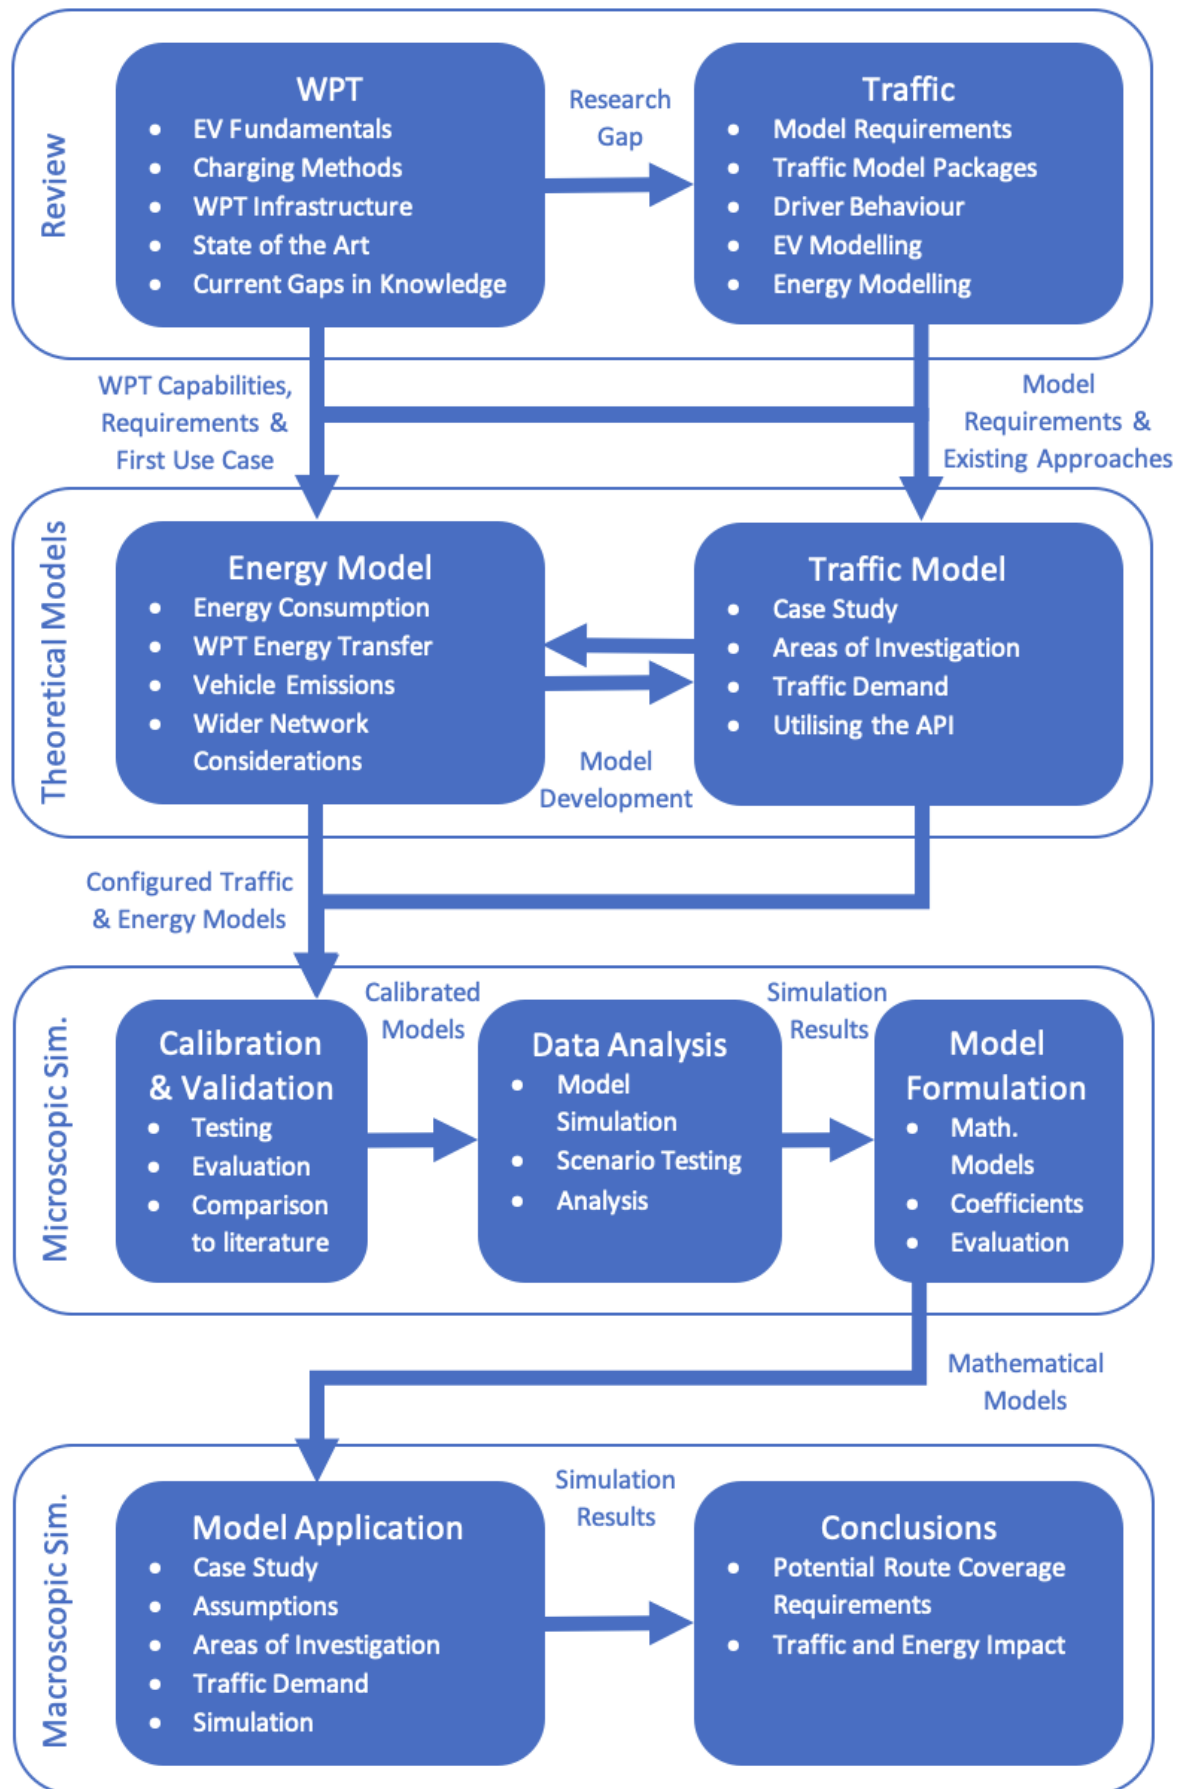 Review
WPT
• EV Fundamentals
• Charging Methods
• WPT Infrastructure
• State of the Art
• Current Gaps in Knowledge
Research
Gap
Traffic
• Model Requirements
• Traffic Model Packages
• Driver Behaviour
• EV Modelling
• Energy Modelling
WPT Capabilities,
Requirements &
First Use Case
Model
Requirements &
Existing Approaches
Theoretical Models
Energy Model
• Energy Consumption
• WPT Energy Transfer
• Vehicle Emissions
• Wider Network
Considerations
Model
Development
Traffic Model
• Case Study
• Areas of Investigation
• Traffic Demand
• Utilising the API
Configured Traffic
& Energy Models
Microscopic Sim.
Calibration
& Validation
• Testing
• Evaluation
• Comparison
to literature
Calibrated
Models
Data Analysis
• Model
Simulation
• Scenario Testing
• Analysis
Simulation
Results
Model
Formulation
• Math.
Models
• Coefficients
• Evaluation
Mathematical
Models
Macroscopic Sim.
Model Application
• Case Study
• Assumptions
• Areas of Investigation
• Traffic Demand
• Simulation
Simulation
Results
Conclusions
• Potential Route Coverage
Requirements
• Traffic and Energy Impact